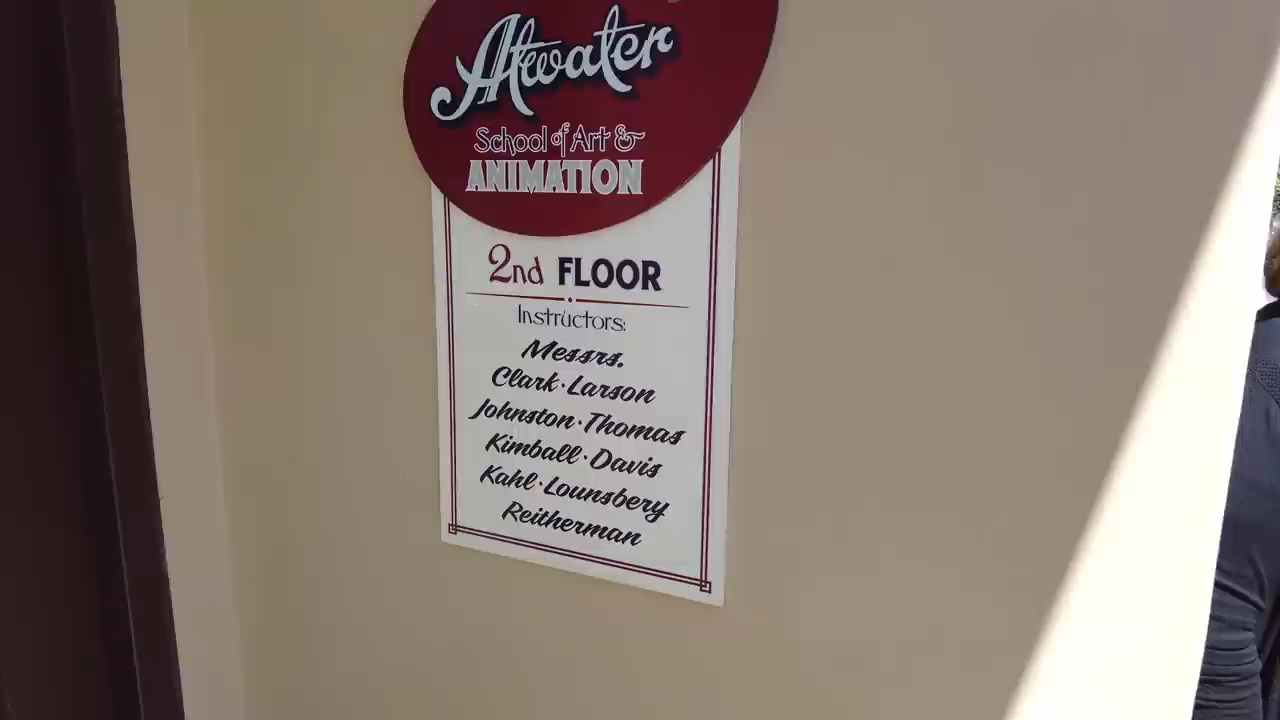 Atwater
School of Art &
ANIMATION
2nd FLOOR
Instructors:
Messrs.
Clark · Larson
Johnston · Thomas
Kimball · Davis
Kahl · Lounsbery
Reitherman